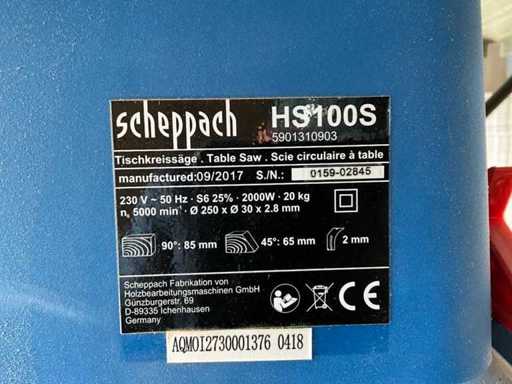 scheppach HS100S
5901310903
Tischkreissäge . Table Saw . Scie circulaire à table
manufactured:09/2017 S./N.: 0159-02845
230 V ~ 50 Hz · S6 25% · 2000W · 20 kg
n₀ 5000 min⁻¹ · Ø 250 x Ø 30 x 2.8 mm
90°: 85 mm 45°: 65 mm 2 mm
Scheppach Fabrikation von
Holzbearbeitungsmaschinen GmbH
Günzburgerstr. 69
D-89335 Ichenhausen
Germany
CE
AQMOI2730001376 0418